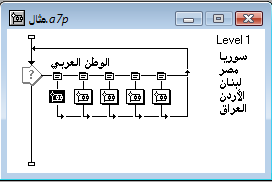 مثال.a7p
Level 1
الوطن العربي
سوريا
مصر
لبنان
الأردن
العراق
?